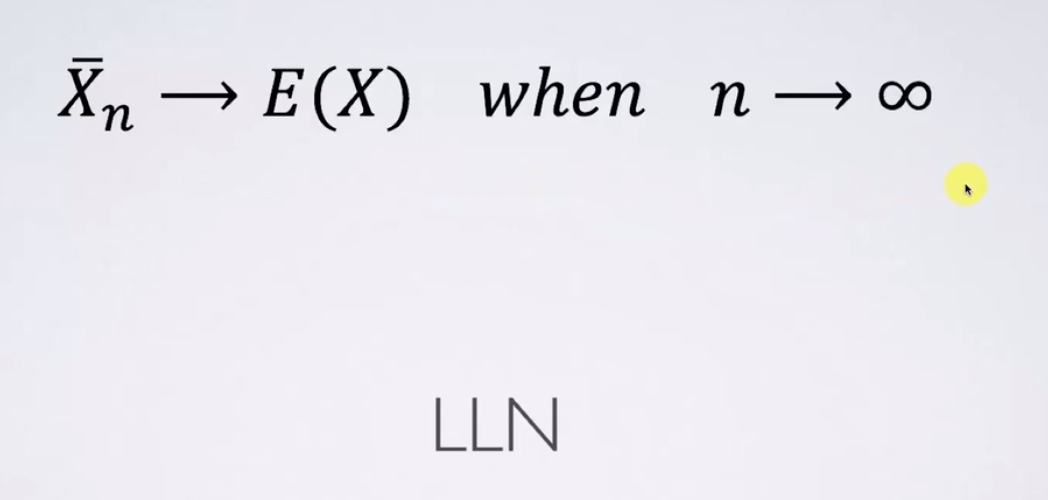 X̄ₙ ⟶ E(X) when n ⟶ ∞
LLN